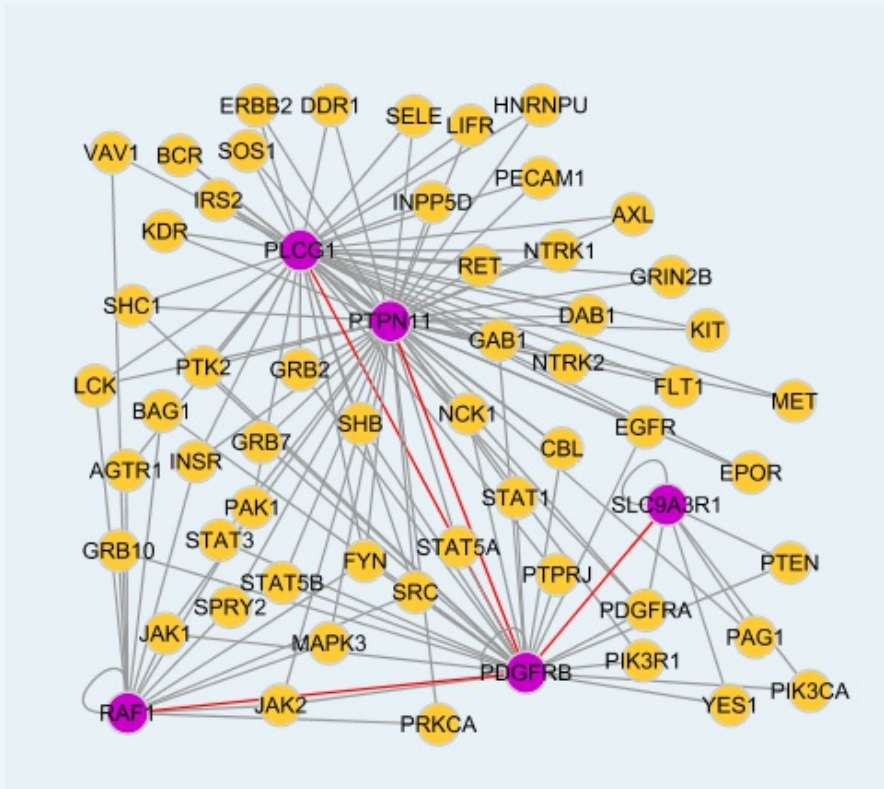 ERBB2 DDR1
SELE
LIFR
HNRNPU
VAV1
BCR
SOS1
PECAM1
IRS2
INPP5D
AXL
KDR
PLCG1
RET
NTRK1
GRIN2B
SHC1
PTPN11
DAB1
GAB1
KIT
PTK2
GRB2
NTRK2
LCK
FLT1
MET
BAG1
SHB
NCK1
EGFR
GRB7
CBL
AGTR1
INSR
EPOR
STAT1
SLC9A3R1
PAK1
GRB10
STAT3
STAT5A
FYN
PTEN
STAT5B
PTPRJ
SRC
SPRY2
PDGFRA
JAK1
MAPK3
PAG1
PDGFRB
PIK3R1
PIK3CA
RAF1
JAK2
YES1
PRKCA